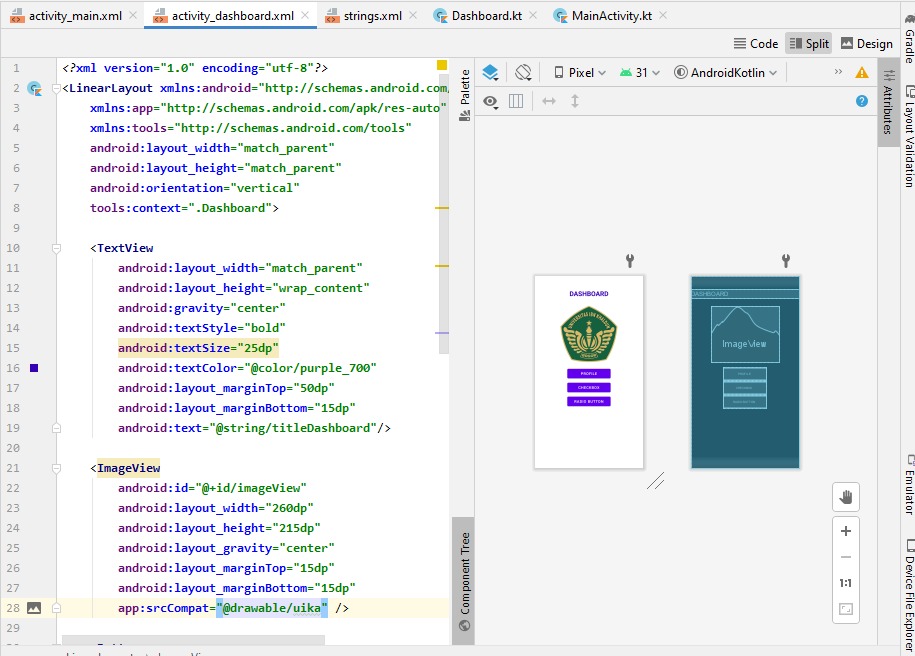 activity_main.xml
activity_dashboard.xml
strings.xml
Dashboard.kt
MainActivity.kt
Code
Split
Design
1 <?xml version="1.0" encoding="utf-8"?>
2 <LinearLayout xmlns:android="http://schemas.android.com/
3 xmlns:app="http://schemas.android.com/apk/res-auto"
4 xmlns:tools="http://schemas.android.com/tools"
5 android:layout_width="match_parent"
6 android:layout_height="match_parent"
7 android:orientation="vertical"
8 tools:context=".Dashboard">
9
10 <TextView
11 android:layout_width="match_parent"
12 android:layout_height="wrap_content"
13 android:gravity="center"
14 android:textStyle="bold"
15 android:textSize="25dp"
16 android:textColor="@color/purple_700"
17 android:layout_marginTop="50dp"
18 android:layout_marginBottom="15dp"
19 android:text="@string/titleDashboard"/>
20
21 <ImageView
22 android:id="@+id/imageView"
23 android:layout_width="260dp"
24 android:layout_height="215dp"
25 android:layout_gravity="center"
26 android:layout_marginTop="15dp"
27 android:layout_marginBottom="15dp"
28 app:srcCompat="@drawable/uika" />
29
Palette
Component Tree
Pixel
31
AndroidKotlin
DASHBOARD
PROFILE
CHECKBOX
RADIO BUTTON
DASHBOARD
ImageView
1:1
Attributes
Gradle
Layout Validation
Emulator
Device File Explorer